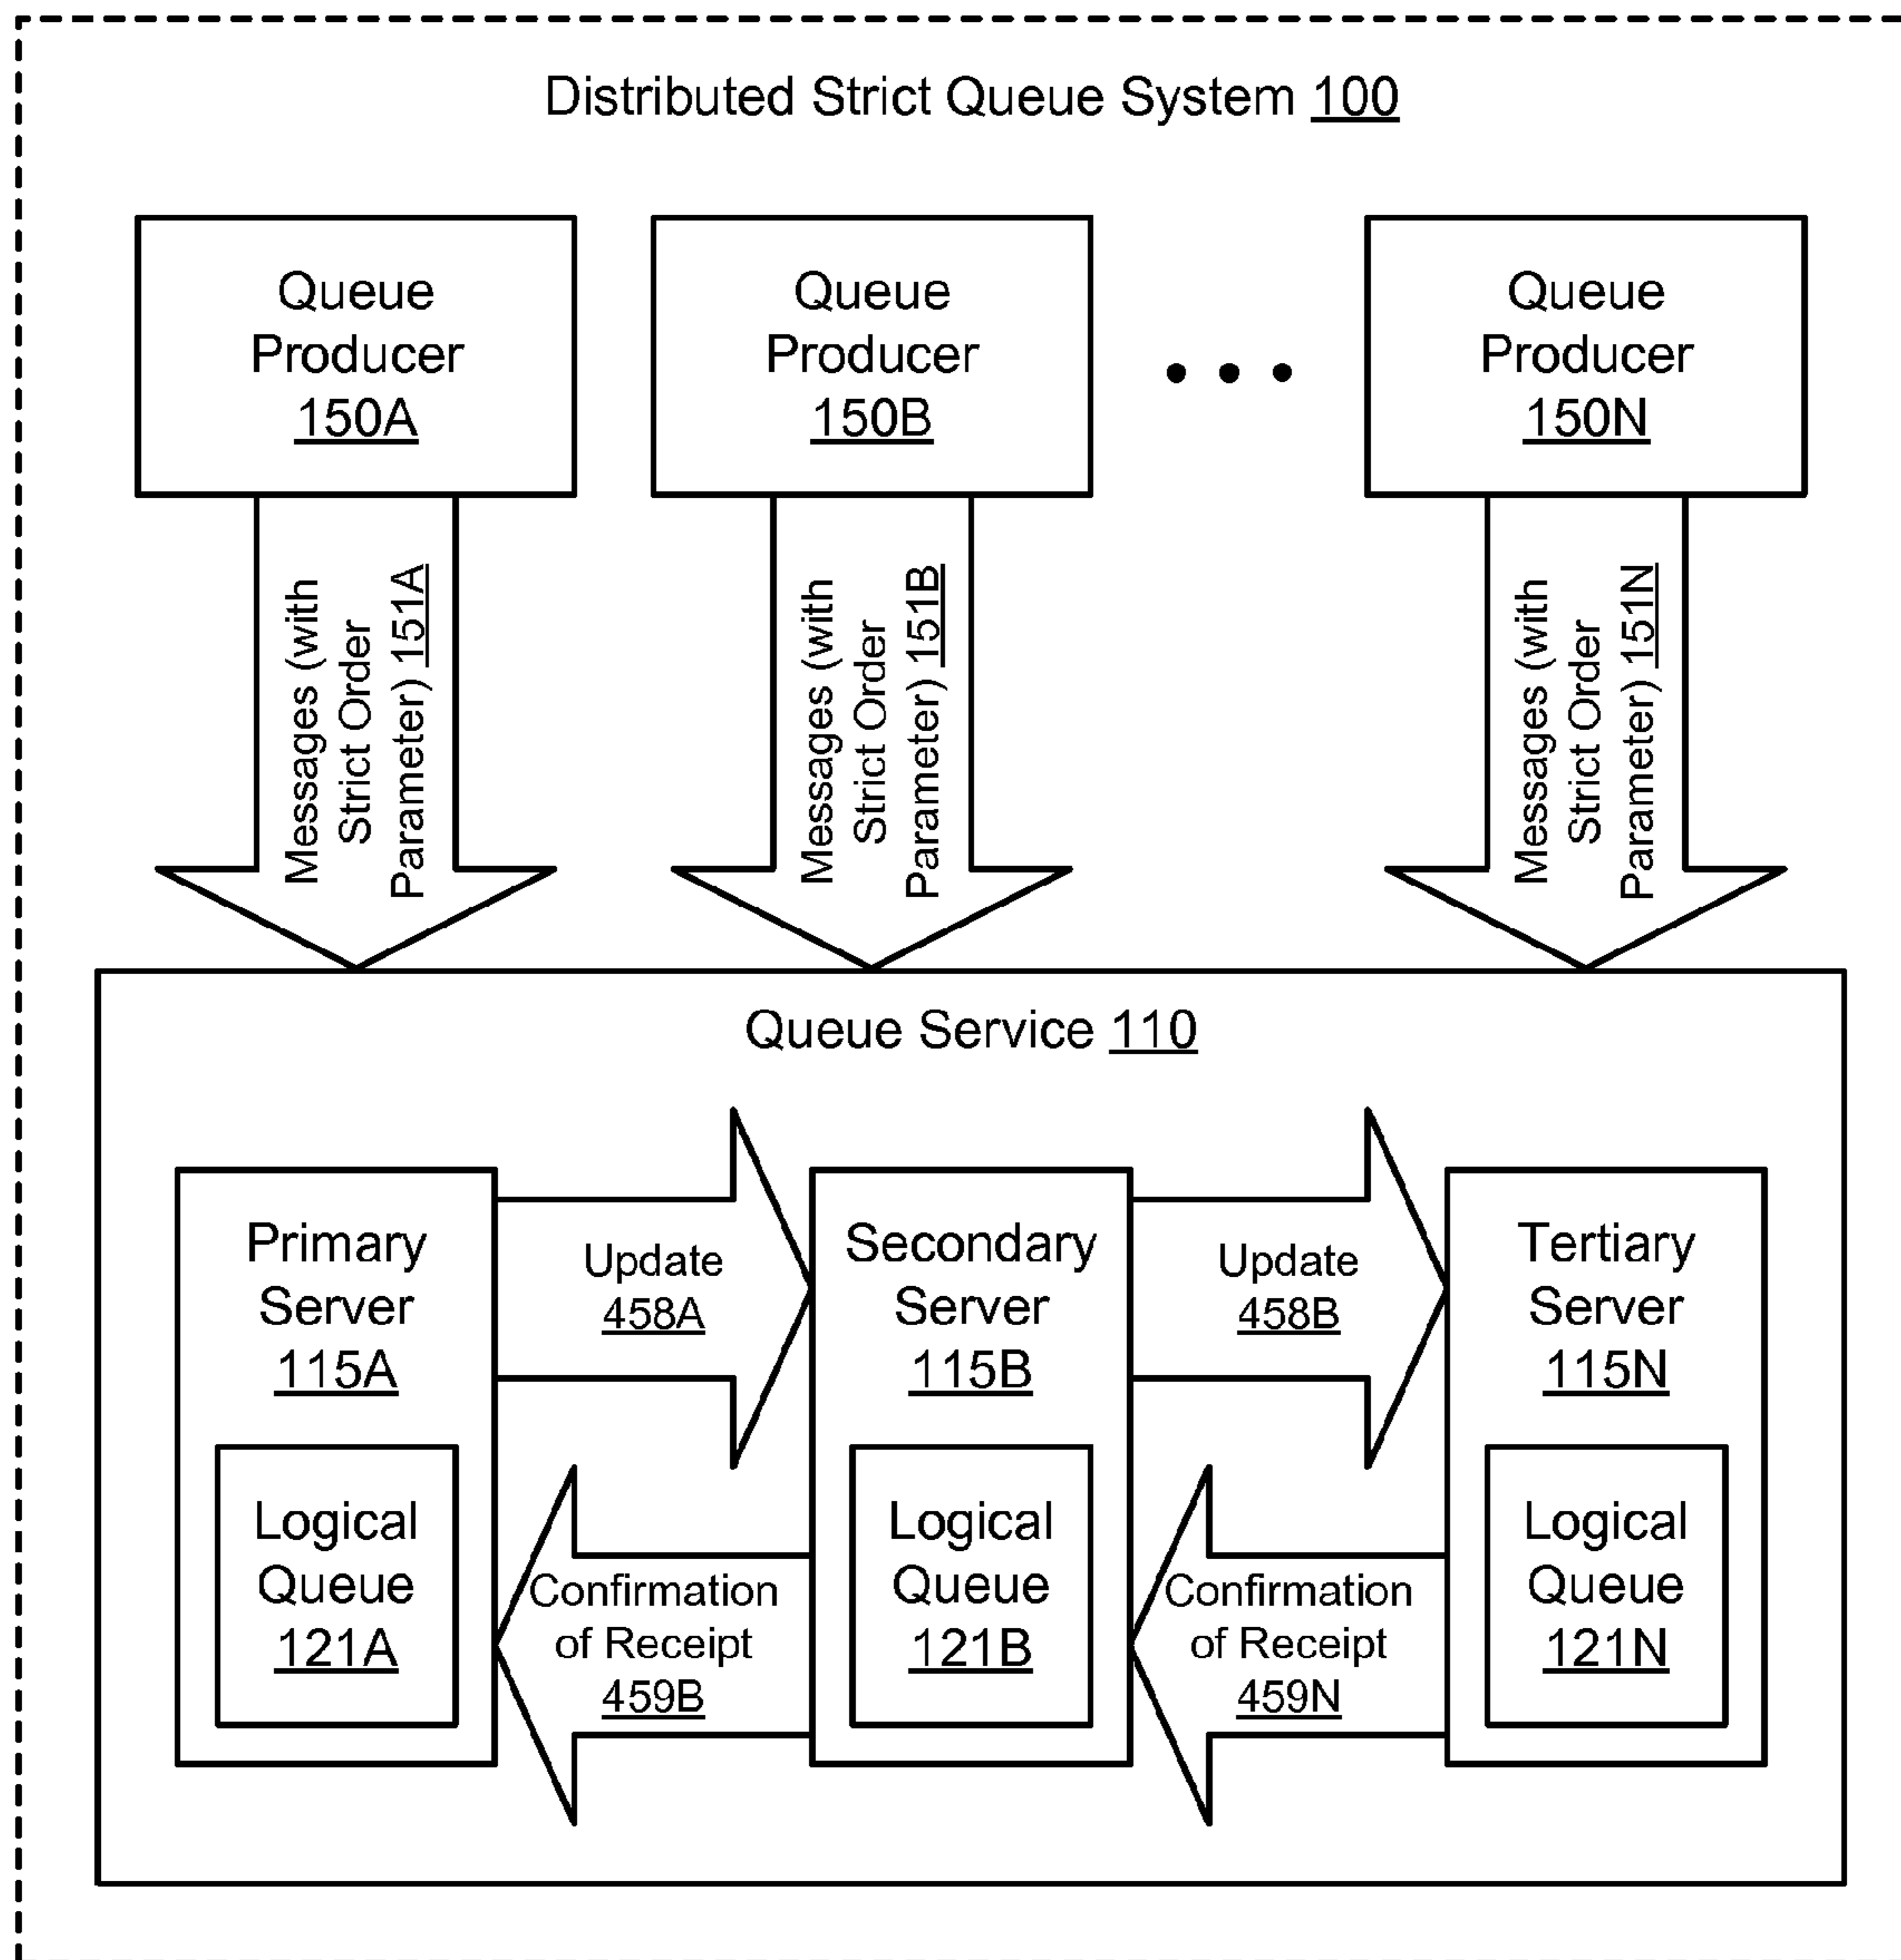 Distributed Strict Queue System 100
Queue
Producer
150A
Queue
Producer
150B
Queue
Producer
150N
Messages (with
Strict Order
Parameter) 151A
Messages (with
Strict Order
Parameter) 151B
Messages (with
Strict Order
Parameter) 151N
Queue Service 110
Primary
Server
115A
Update
458A
Secondary
Server
115B
Update
458B
Tertiary
Server
115N
Logical
Queue
121A
Confirmation
of Receipt
459B
Logical
Queue
121B
Confirmation
of Receipt
459N
Logical
Queue
121N